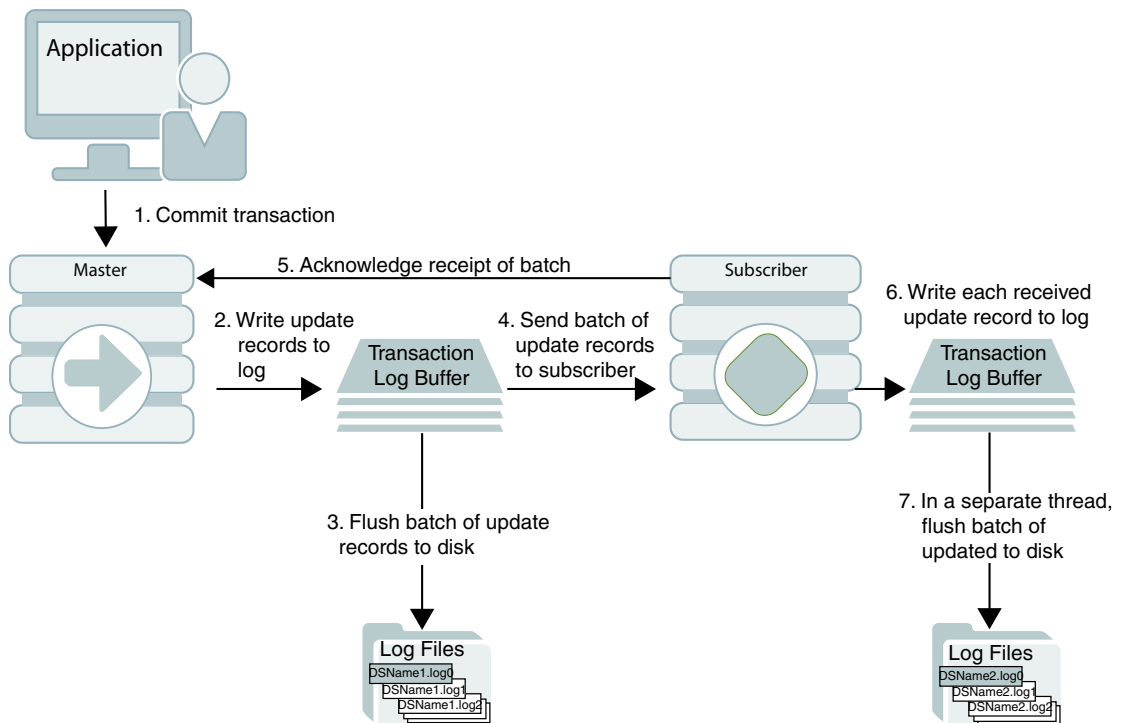 Application
1. Commit transaction
Master
5. Acknowledge receipt of batch
Subscriber
2. Write update
records to
log
Transaction
Log Buffer
4. Send batch of
update records
to subscriber
6. Write each received
update record to log
Transaction
Log Buffer
3. Flush batch of update
records to disk
7. In a separate thread,
flush batch of
updated to disk
Log Files
DSName1.log0
DSName1.log1
DSName1.log2
Log Files
DSName2.log0
DSName2.log1
DSName2.log2